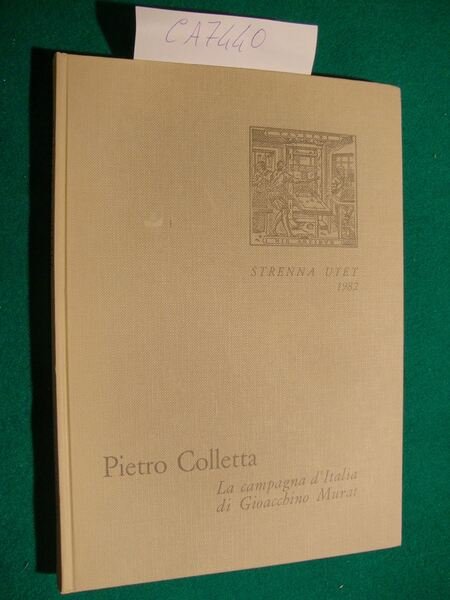 CA7440
STRENNA UTET
1982
Pietro Colletta
La campagna d'Italia
di Gioacchino Murat